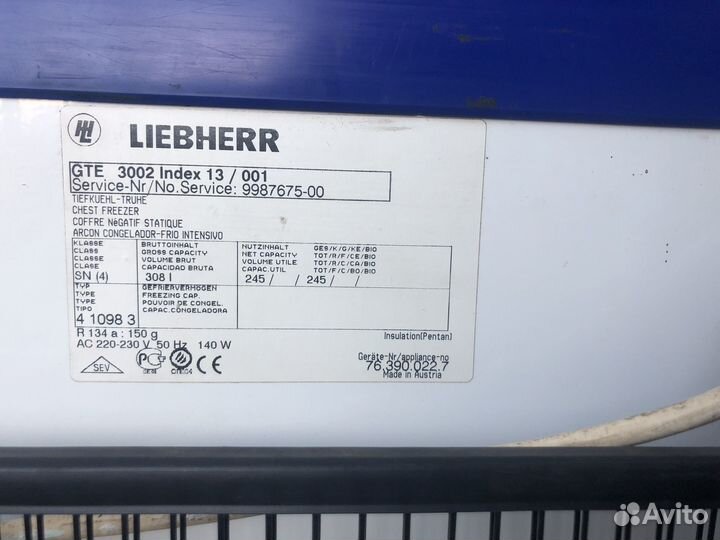 LIEBHERR
GTE 3002 Index 13 / 001
Service-Nr/No.Service: 9987675-00
TIEFKUEHL-TRUHE
CHEST FREEZER
COFFRE NéGATIF STATIQUE
ARCON CONGELADOR-FRIO INTENSIVO
KLASSE BRUTTOINHALT NUTZINHALT GES/K/G/KE/BIO
CLASS GROSS CAPACITY NET CAPACITY TOT/R/F/CE/BIO
CLASSE VOLUME BRUT VOLUME UTILE TOT/R/C/CA/BIO
CLASE CAPACIDAD BRUTA CAPAC.UTIL TOT/F/C/BO/BIO
SN (4) 308 l 245 / / 245 / /
TYP GEFRIERVERMOGEN
TYPE FREEZING CAP.
TYPE POUVOIR DE CONGEL.
TIPO CAPAC.CONGELADORA
4 1098 3
R 134 a : 150 g Insulation(Pentan)
AC 220-230 V 50 Hz 140 W
SEV CE
Geräte-Nr/appliance-no
76.390.022.7
Made in Austria
Avito